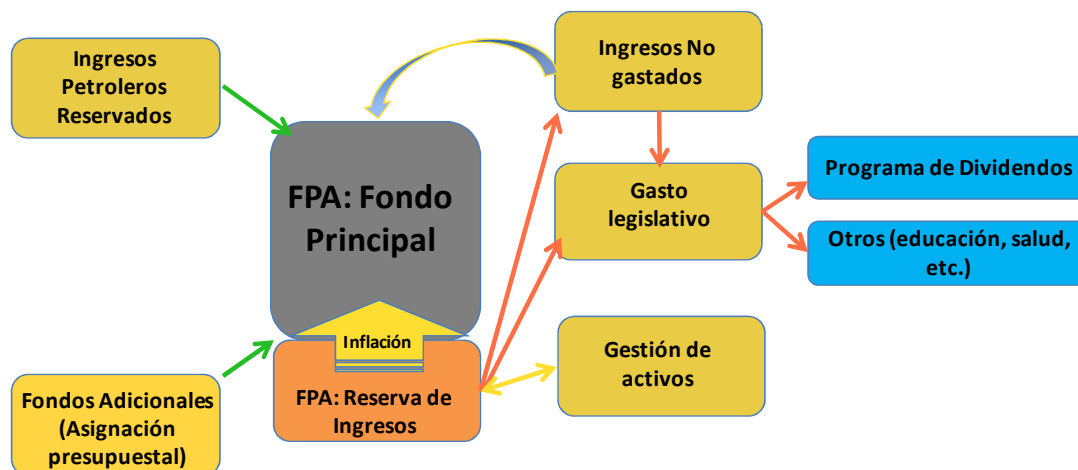 Ingresos
Petroleros
Reservados
Ingresos No
gastados
FPA: Fondo
Principal
Gasto
legislativo
Programa de Dividendos
Otros (educación, salud,
etc.)
Inflación
Gestión de
activos
FPA: Reserva de
Ingresos
Fondos Adicionales
(Asignación
presupuestal)